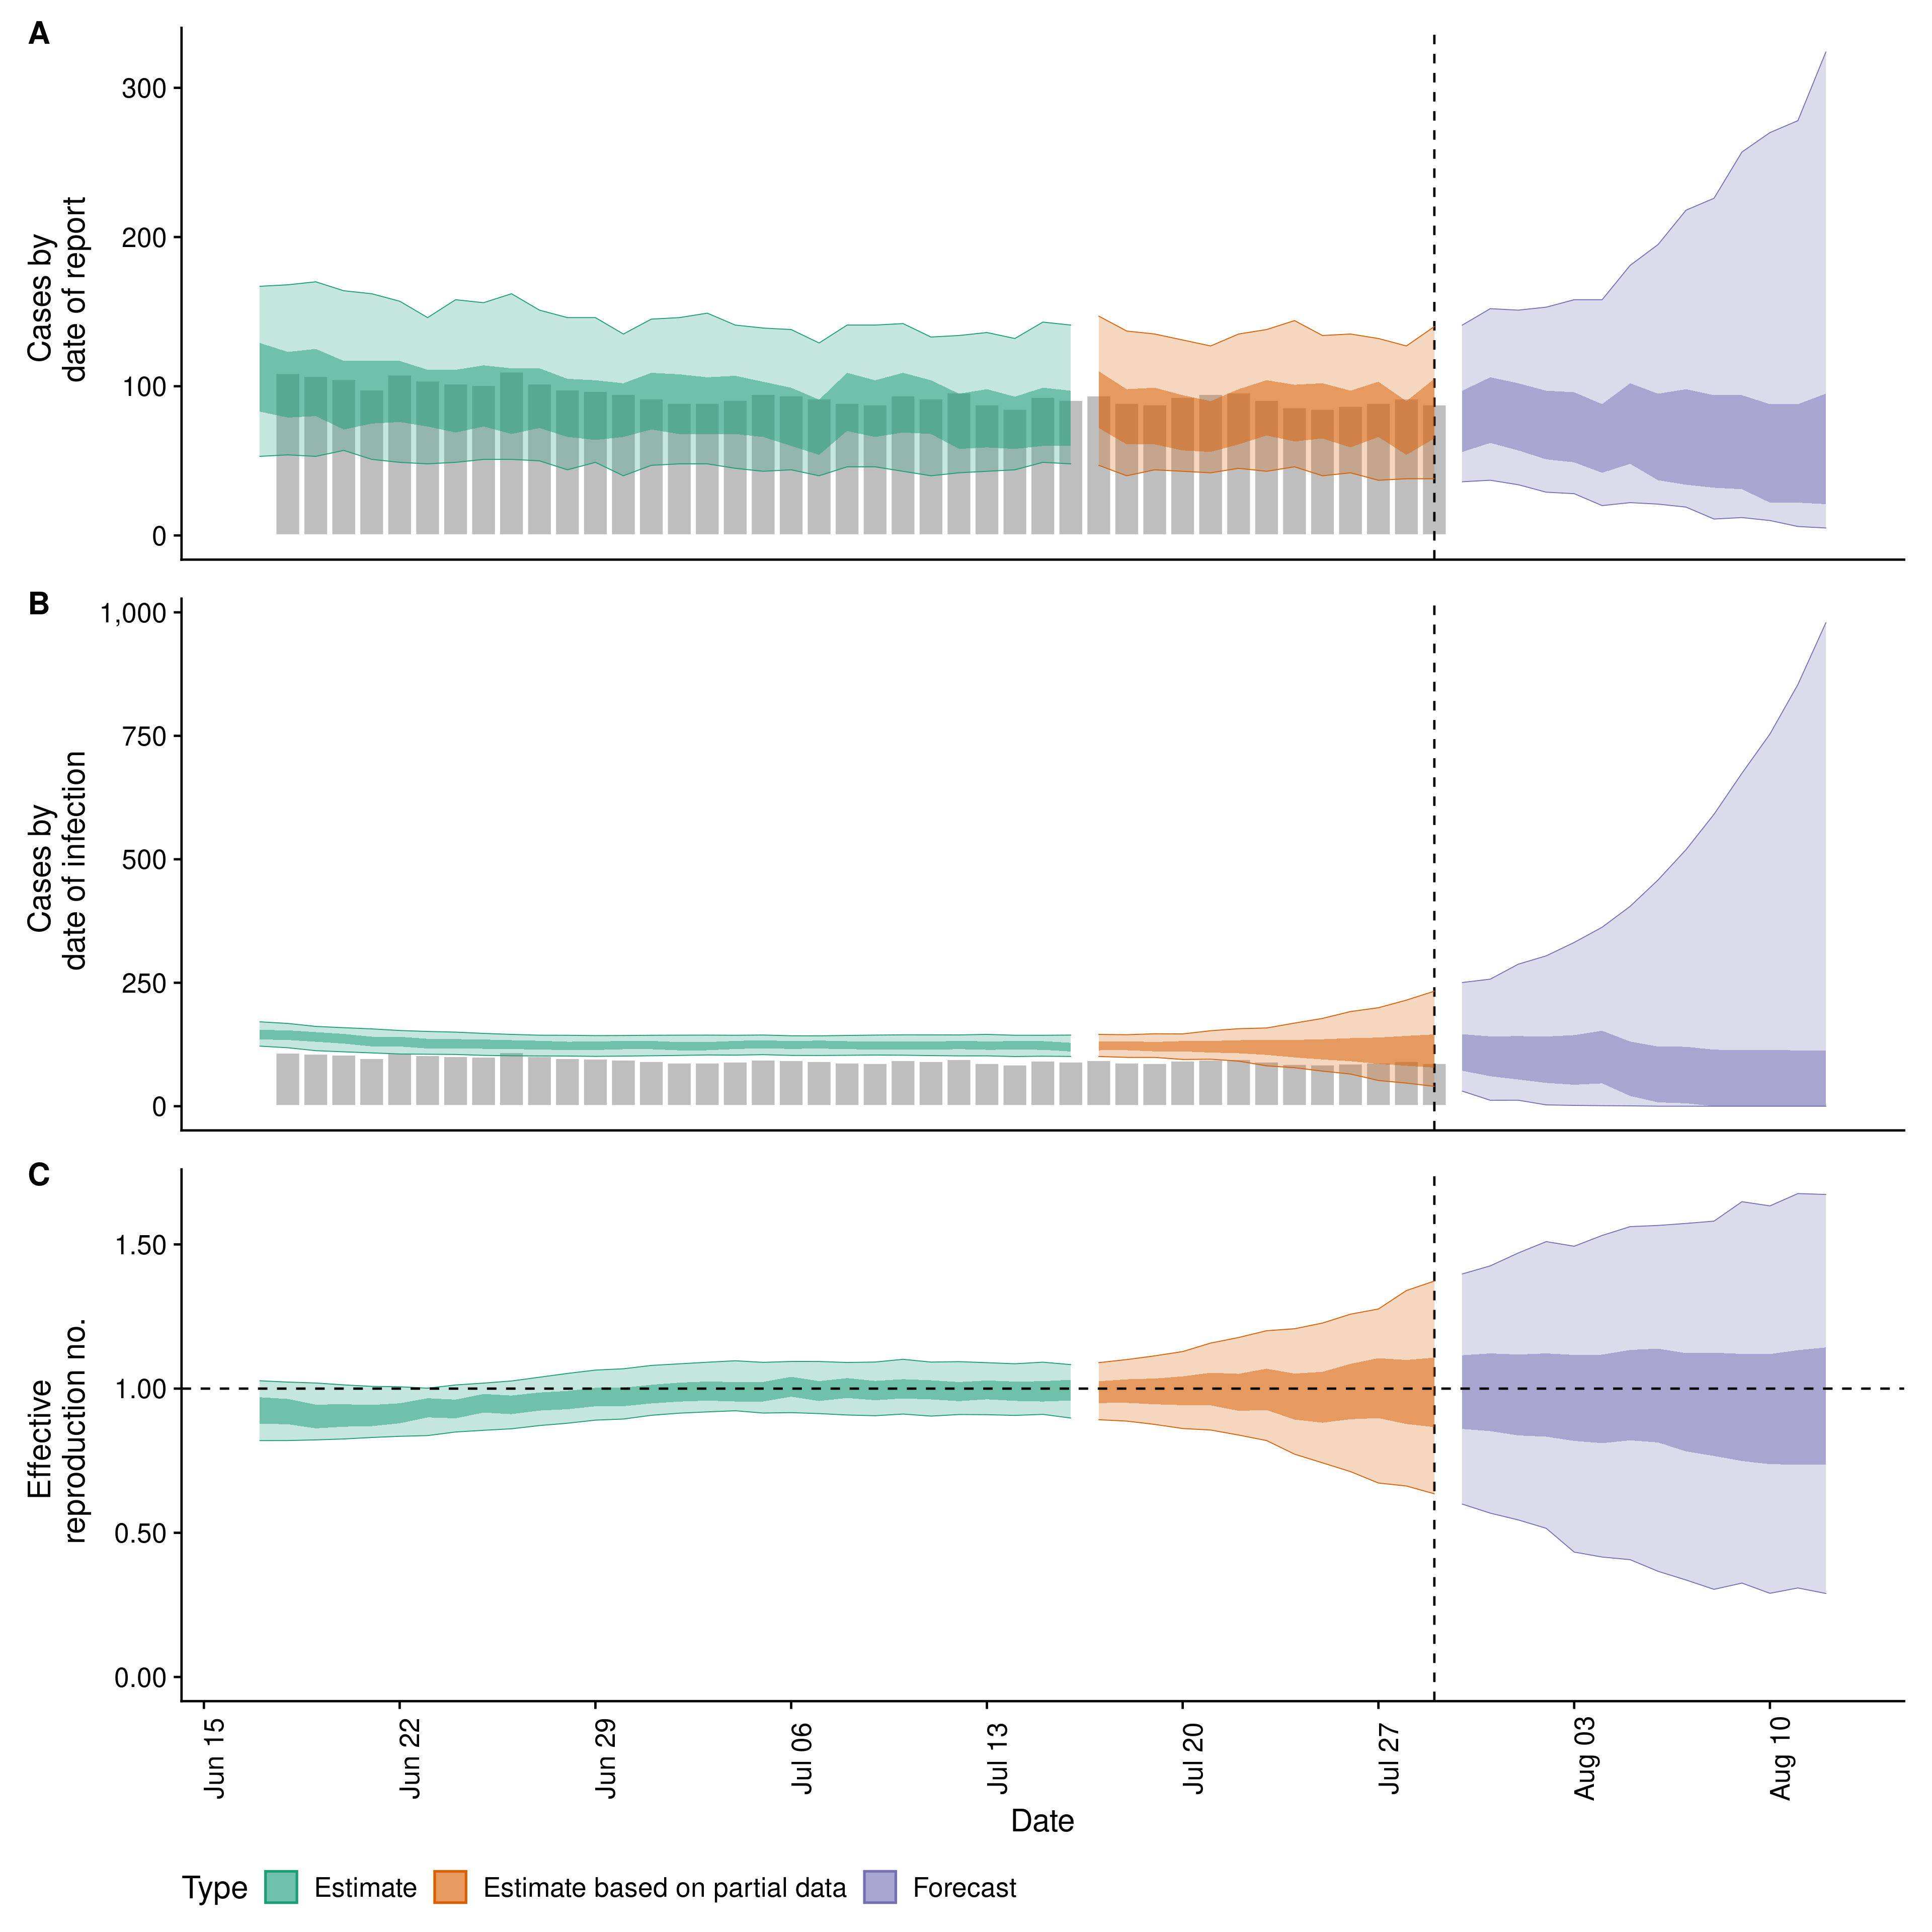 A
300
200
100
0
Cases by
date of report
B
1,000
750
500
250
0
Cases by
date of infection
C
1.50
1.00
0.50
0.00
Effective
reproduction no.
Jun 15
Jun 22
Jun 29
Jul 06
Jul 13
Jul 20
Jul 27
Aug 03
Aug 10
Date
Type Estimate Estimate based on partial data Forecast